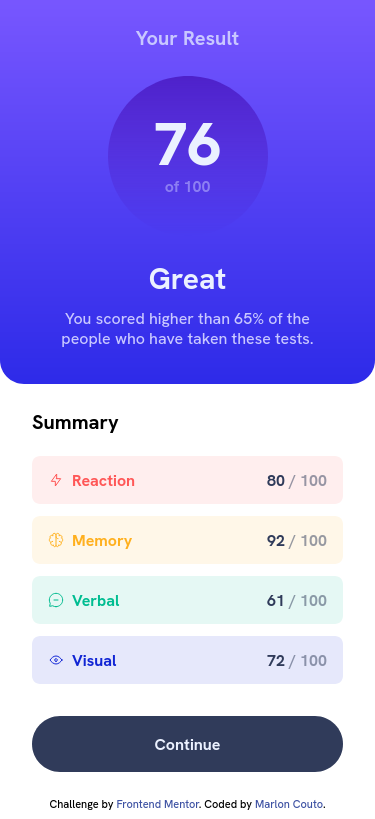 Your Result
76
of 100
Great
You scored higher than 65% of the
people who have taken these tests.
Summary
Reaction 80 / 100
Memory 92 / 100
Verbal 61 / 100
Visual 72 / 100
Continue
Challenge by Frontend Mentor. Coded by Marlon Couto.